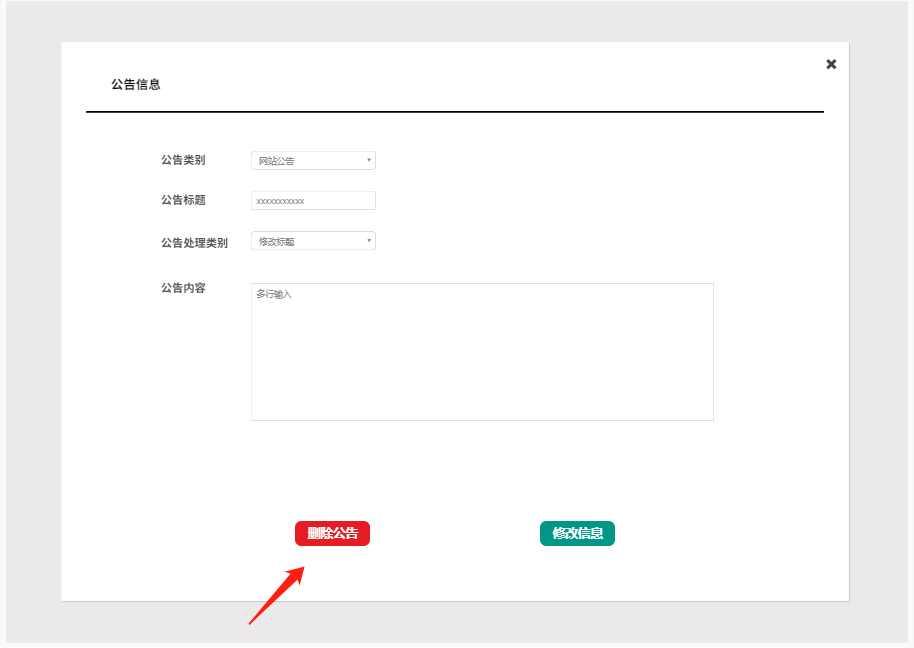 公告信息
公告类别 网站公告
公告标题 xxxxxxxxxxx
公告处理类别 修改标题
公告内容 多行输入
删除公告 修改信息